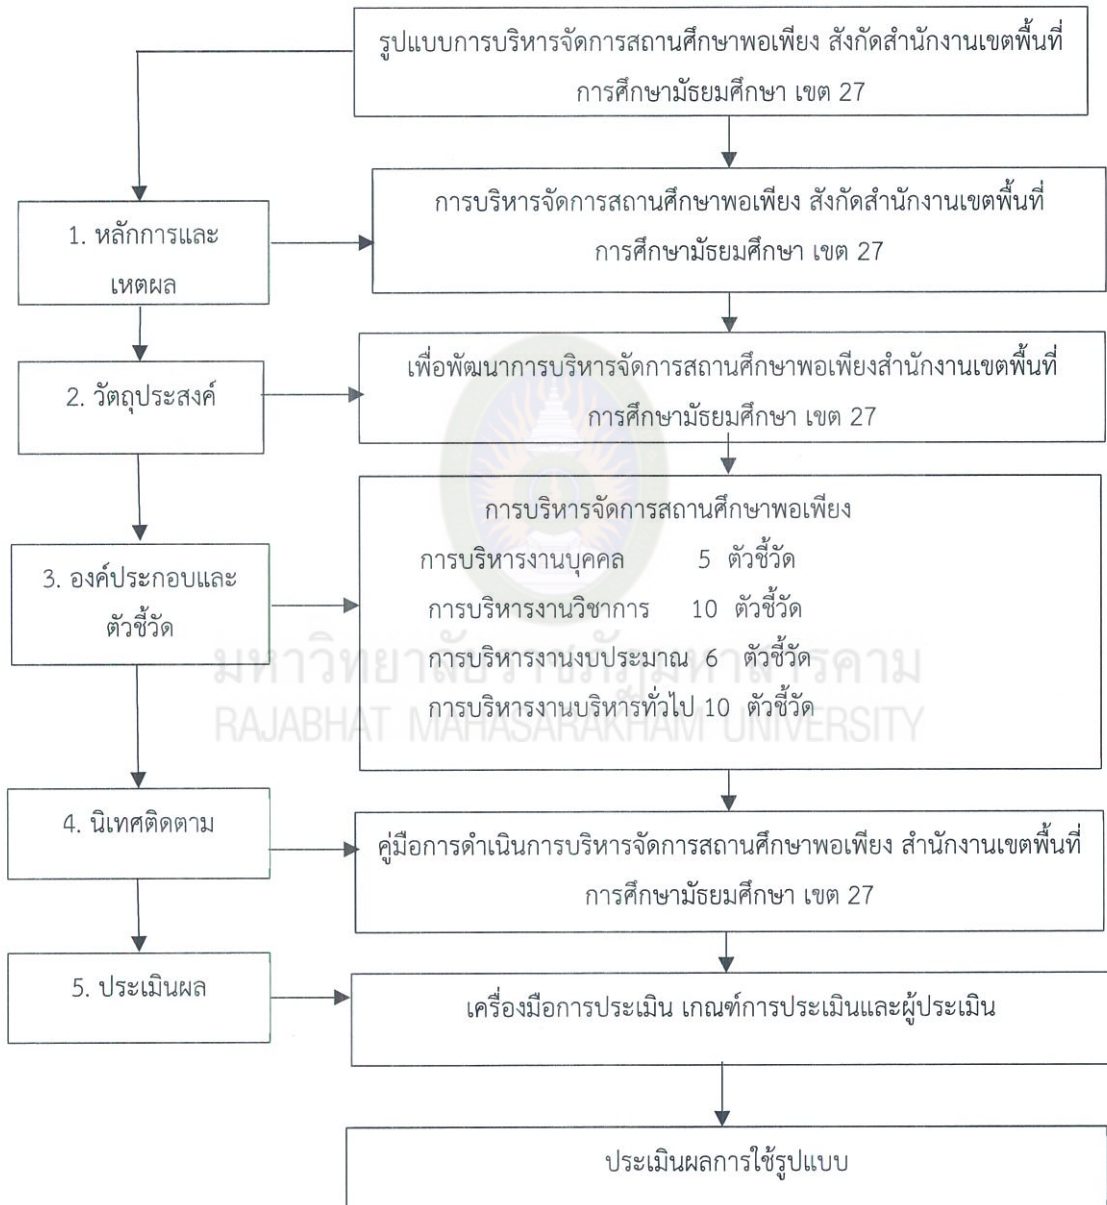 รูปแบบการบริหารจัดการสถานศึกษาพอเพียง สังกัดสำนักงานเขตพื้นที่
การศึกษามัธยมศึกษา เขต 27
1. หลักการและ
เหตผล
การบริหารจัดการสถานศึกษาพอเพียง สังกัดสำนักงานเขตพื้นที่
การศึกษามัธยมศึกษา เขต 27
2. วัตถุประสงค์
เพื่อพัฒนาการบริหารจัดการสถานศึกษาพอเพียงสำนักงานเขตพื้นที่
การศึกษามัธยมศึกษา เขต 27
3. องค์ประกอบและ
ตัวชี้วัด
การบริหารจัดการสถานศึกษาพอเพียง
การบริหารงานบุคคล 5 ตัวชี้วัด
การบริหารงานวิชาการ 10 ตัวชี้วัด
การบริหารงานงบประมาณ 6 ตัวชี้วัด
การบริหารงานบริหารทั่วไป 10 ตัวชี้วัด
มหาวิทยาลัยราชภัฏมหาสารคาม
RAJABHAT MAHASARAKHAM UNIVERSITY
4. นิเทศติดตาม
คู่มือการดำเนินการบริหารจัดการสถานศึกษาพอเพียง สำนักงานเขตพื้นที่
การศึกษามัธยมศึกษา เขต 27
5. ประเมินผล
เครื่องมือการประเมิน เกณฑ์การประเมินและผู้ประเมิน
ประเมินผลการใช้รูปแบบ